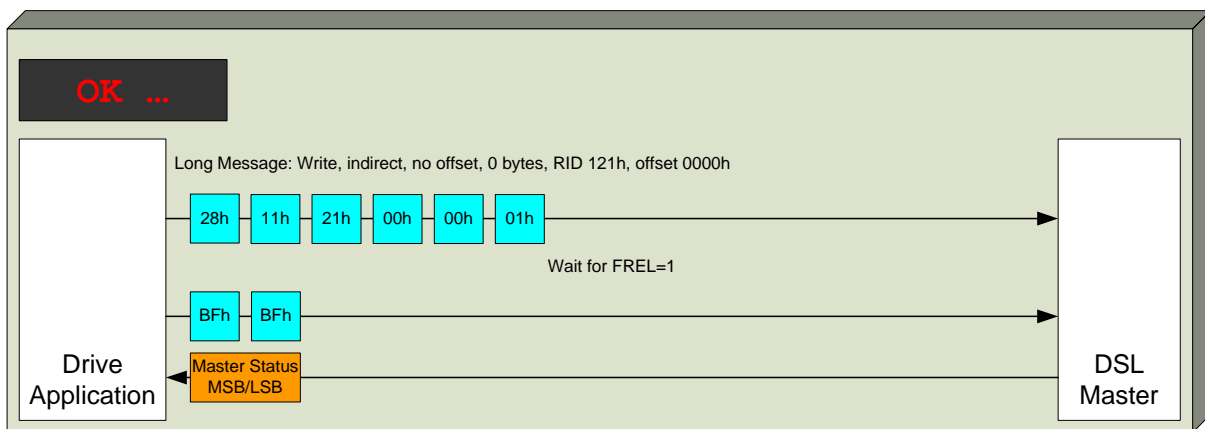 OK ...
Long Message: Write, indirect, no offset, 0 bytes, RID 121h, offset 0000h
28h 11h 21h 00h 00h 01h
Wait for FREL=1
BFh BFh
Master Status
MSB/LSB
Drive
Application
DSL
Master